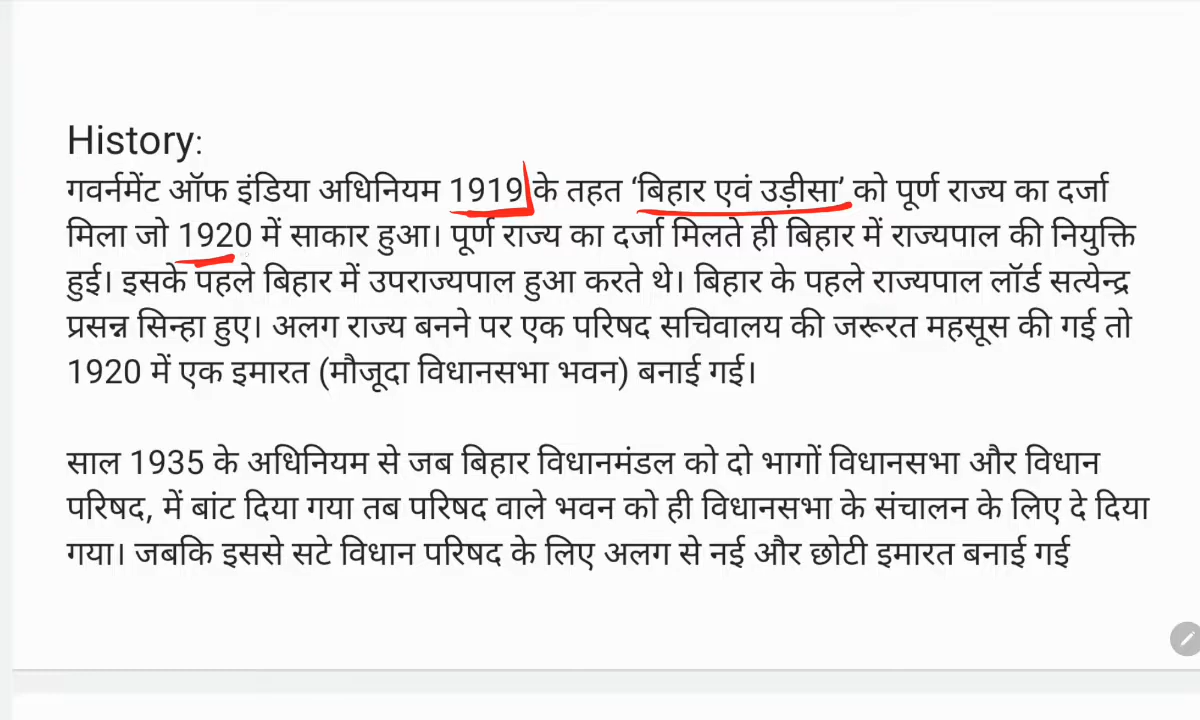 History:
गवर्नमेंट ऑफ इंडिया अधिनियम 1919 के तहत ‘बिहार एवं उड़ीसा’ को पूर्ण राज्य का दर्जा
मिला जो 1920 में साकार हुआ। पूर्ण राज्य का दर्जा मिलते ही बिहार में राज्यपाल की नियुक्ति
हुई। इसके पहले बिहार में उपराज्यपाल हुआ करते थे। बिहार के पहले राज्यपाल लॉर्ड सत्येन्द्र
प्रसन्न सिन्हा हुए। अलग राज्य बनने पर एक परिषद सचिवालय की जरूरत महसूस की गई तो
1920 में एक इमारत (मौजूदा विधानसभा भवन) बनाई गई।
साल 1935 के अधिनियम से जब बिहार विधानमंडल को दो भागों विधानसभा और विधान
परिषद, में बांट दिया गया तब परिषद वाले भवन को ही विधानसभा के संचालन के लिए दे दिया
गया। जबकि इससे सटे विधान परिषद के लिए अलग से नई और छोटी इमारत बनाई गई